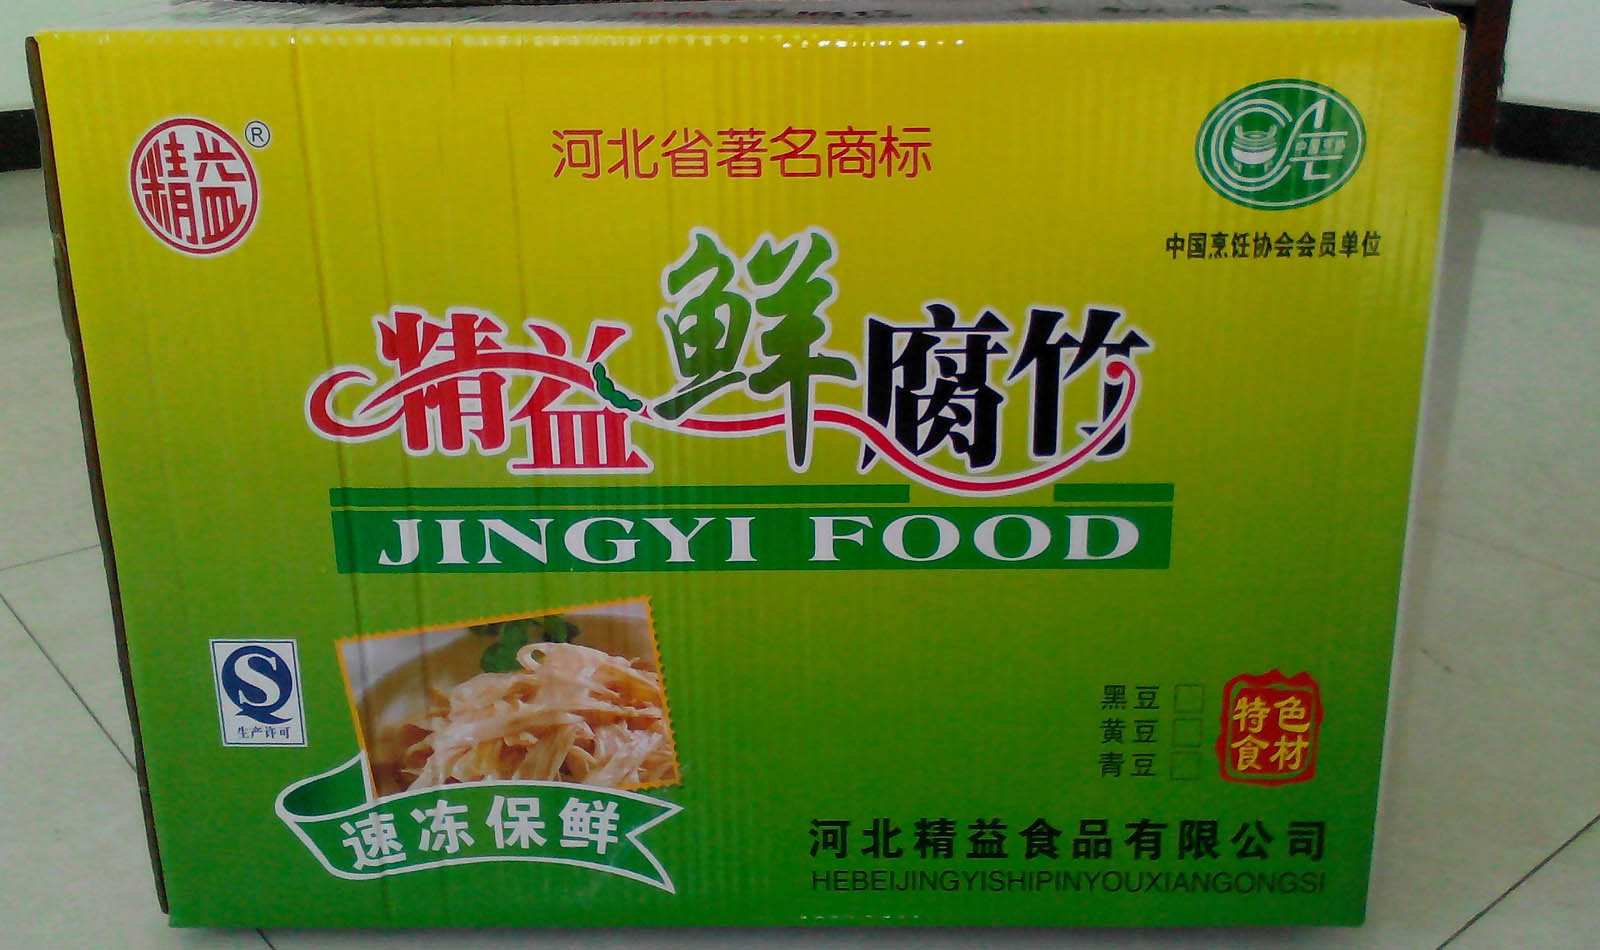 精益®
河北省著名商标
中国烹饪协会会员单位
精益鲜腐竹
JINGYI FOOD
生产许可
速冻保鲜
黑豆
黄豆
青豆
特色
食材
河北精益食品有限公司
HEBEIJINGYISHIPINYOUXIANGONGSI